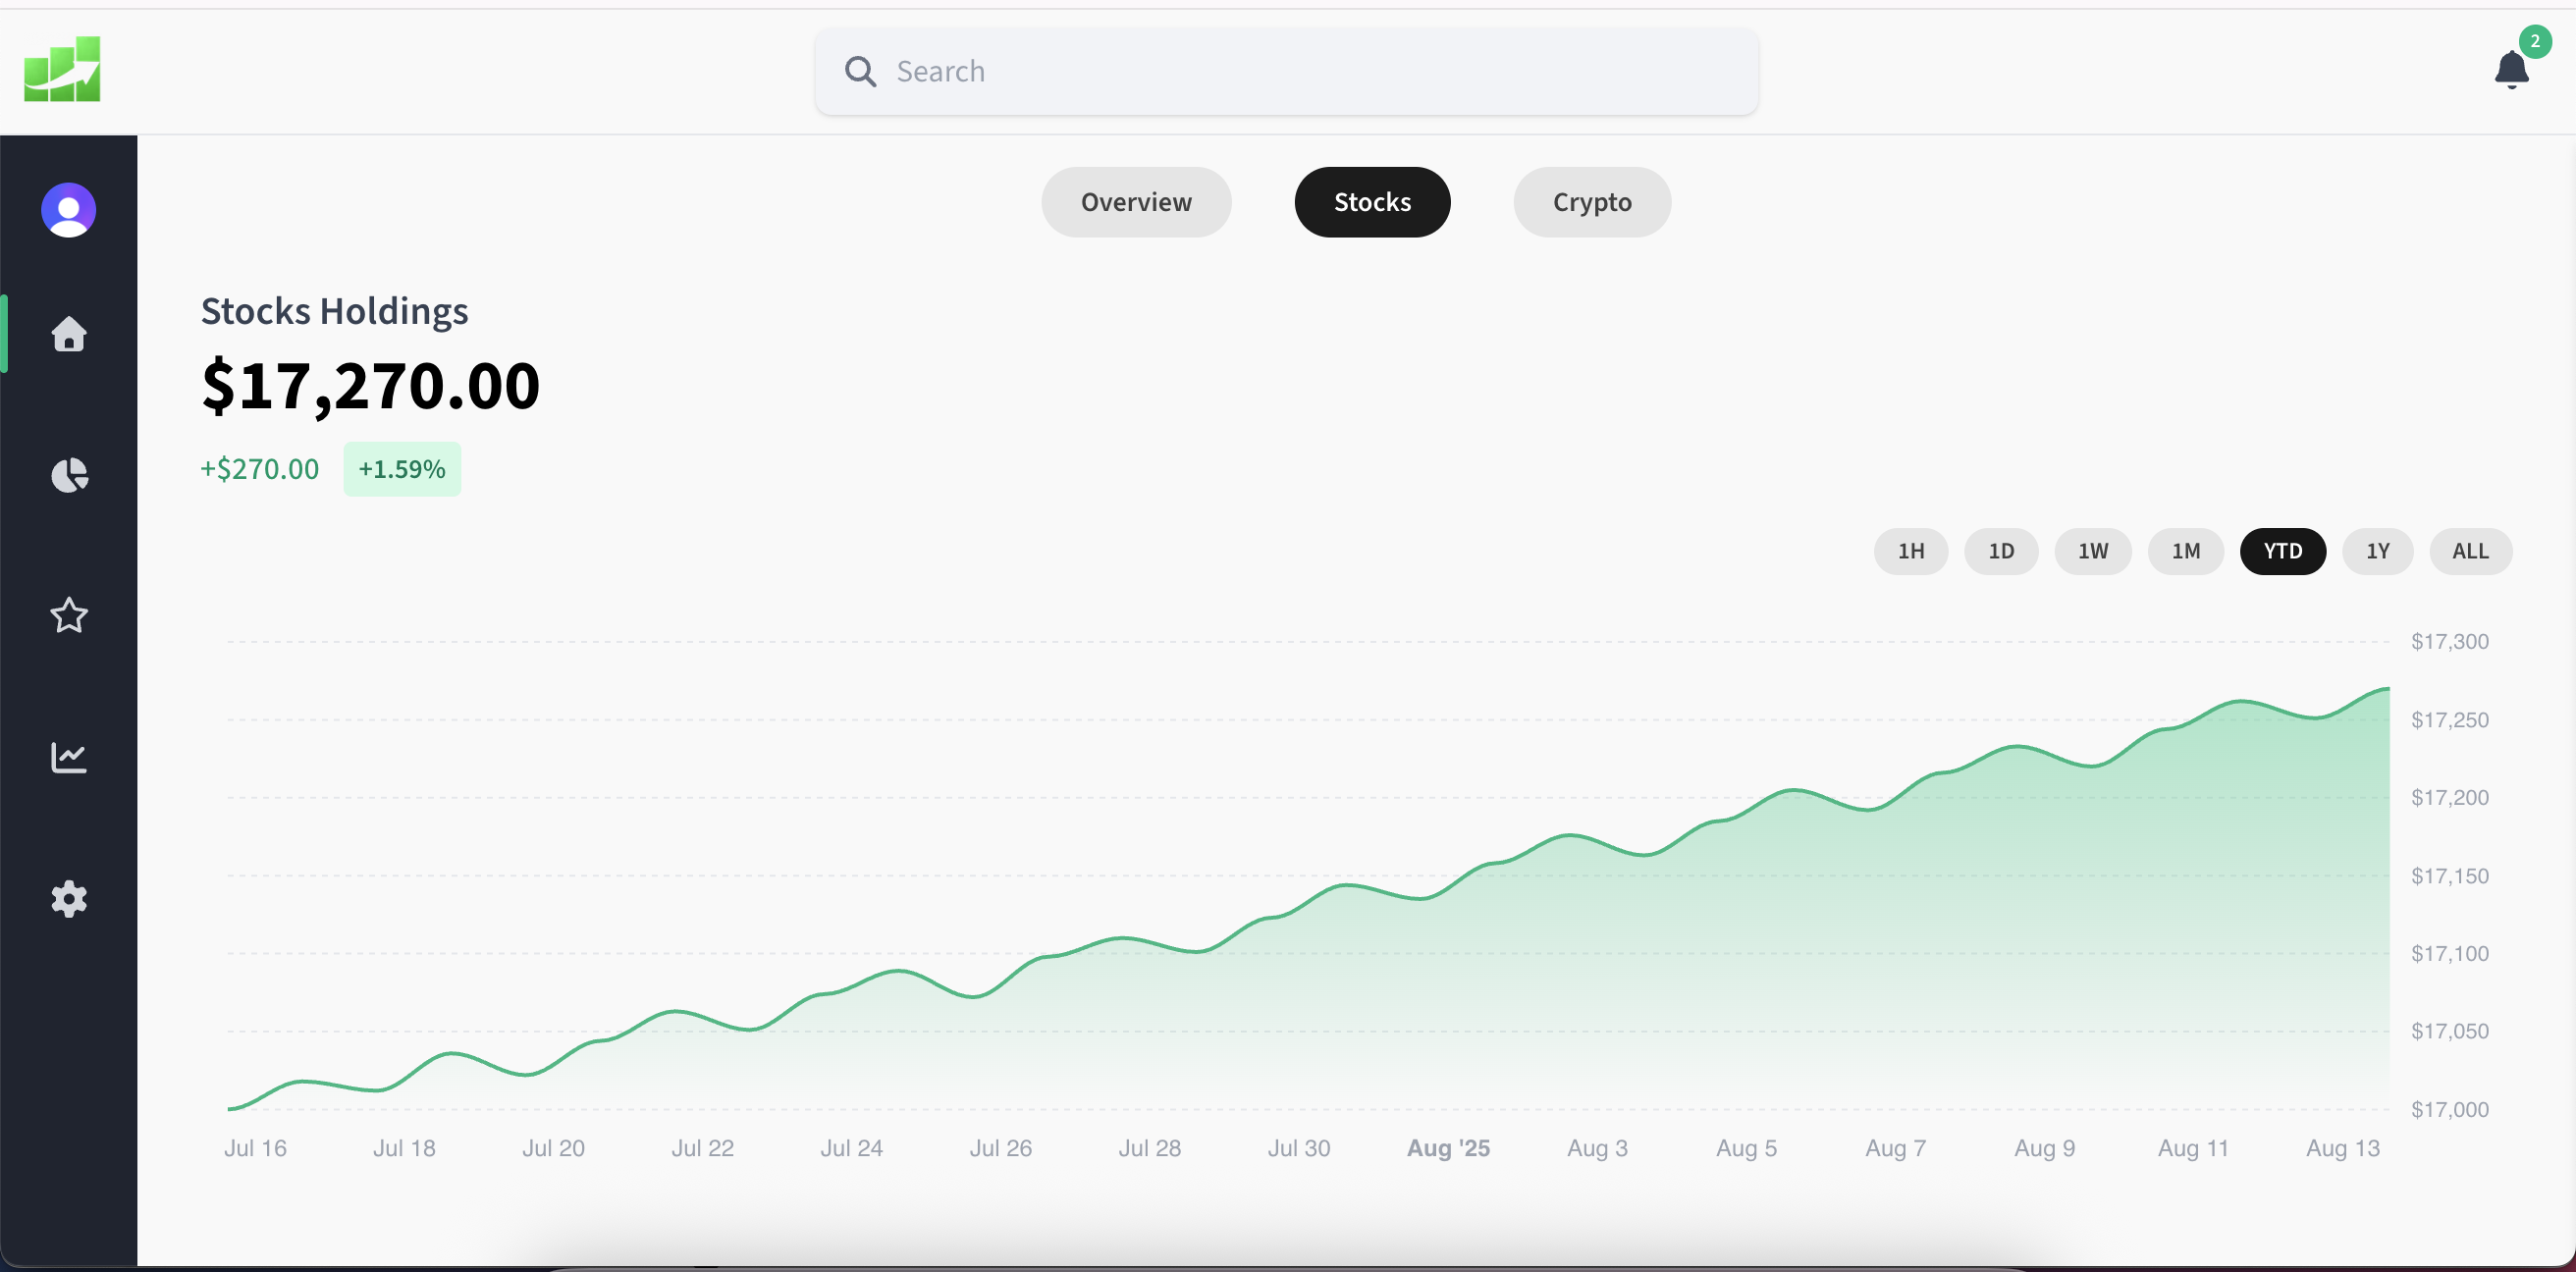 2
Search
Overview Stocks Crypto
Stocks Holdings
$17,270.00
+$270.00 +1.59%
1H 1D 1W 1M YTD 1Y ALL
$17,300
$17,250
$17,200
$17,150
$17,100
$17,050
$17,000
Jul 16 Jul 18 Jul 20 Jul 22 Jul 24 Jul 26 Jul 28 Jul 30 Aug '25 Aug 3 Aug 5 Aug 7 Aug 9 Aug 11 Aug 13